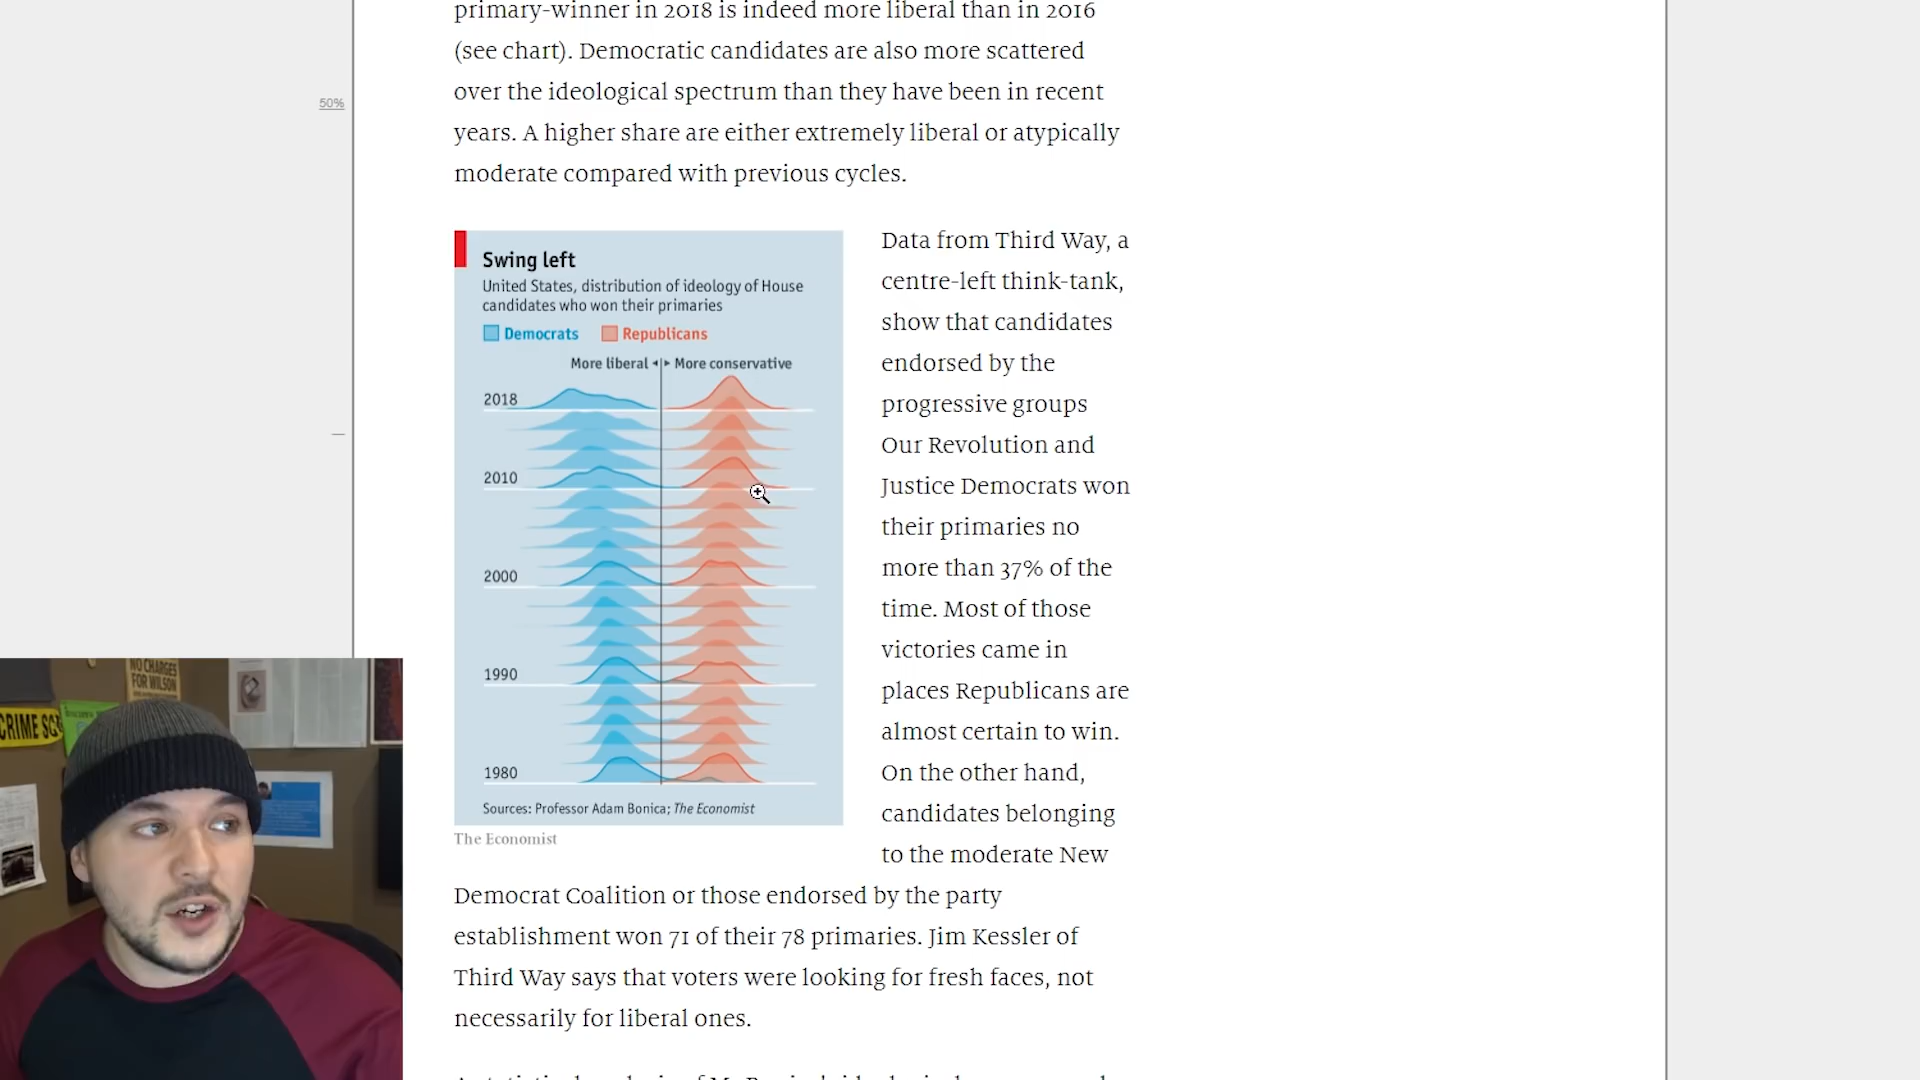 primary-winner in 2018 is indeed more liberal than in 2016
(see chart). Democratic candidates are also more scattered
over the ideological spectrum than they have been in recent
years. A higher share are either extremely liberal or atypically
moderate compared with previous cycles.
50%
Swing left
United States, distribution of ideology of House
candidates who won their primaries
Democrats Republicans
More liberal More conservative
2018
2010
2000
1990
1980
Sources: Professor Adam Bonica; The Economist
The Economist
Data from Third Way, a
centre-left think-tank,
show that candidates
endorsed by the
progressive groups
Our Revolution and
Justice Democrats won
their primaries no
more than 37% of the
time. Most of those
victories came in
places Republicans are
almost certain to win.
On the other hand,
candidates belonging
to the moderate New
Democrat Coalition or those endorsed by the party
establishment won 71 of their 78 primaries. Jim Kessler of
Third Way says that voters were looking for fresh faces, not
necessarily for liberal ones.
NO CHARGES
FOR WILSON
CRIME SC